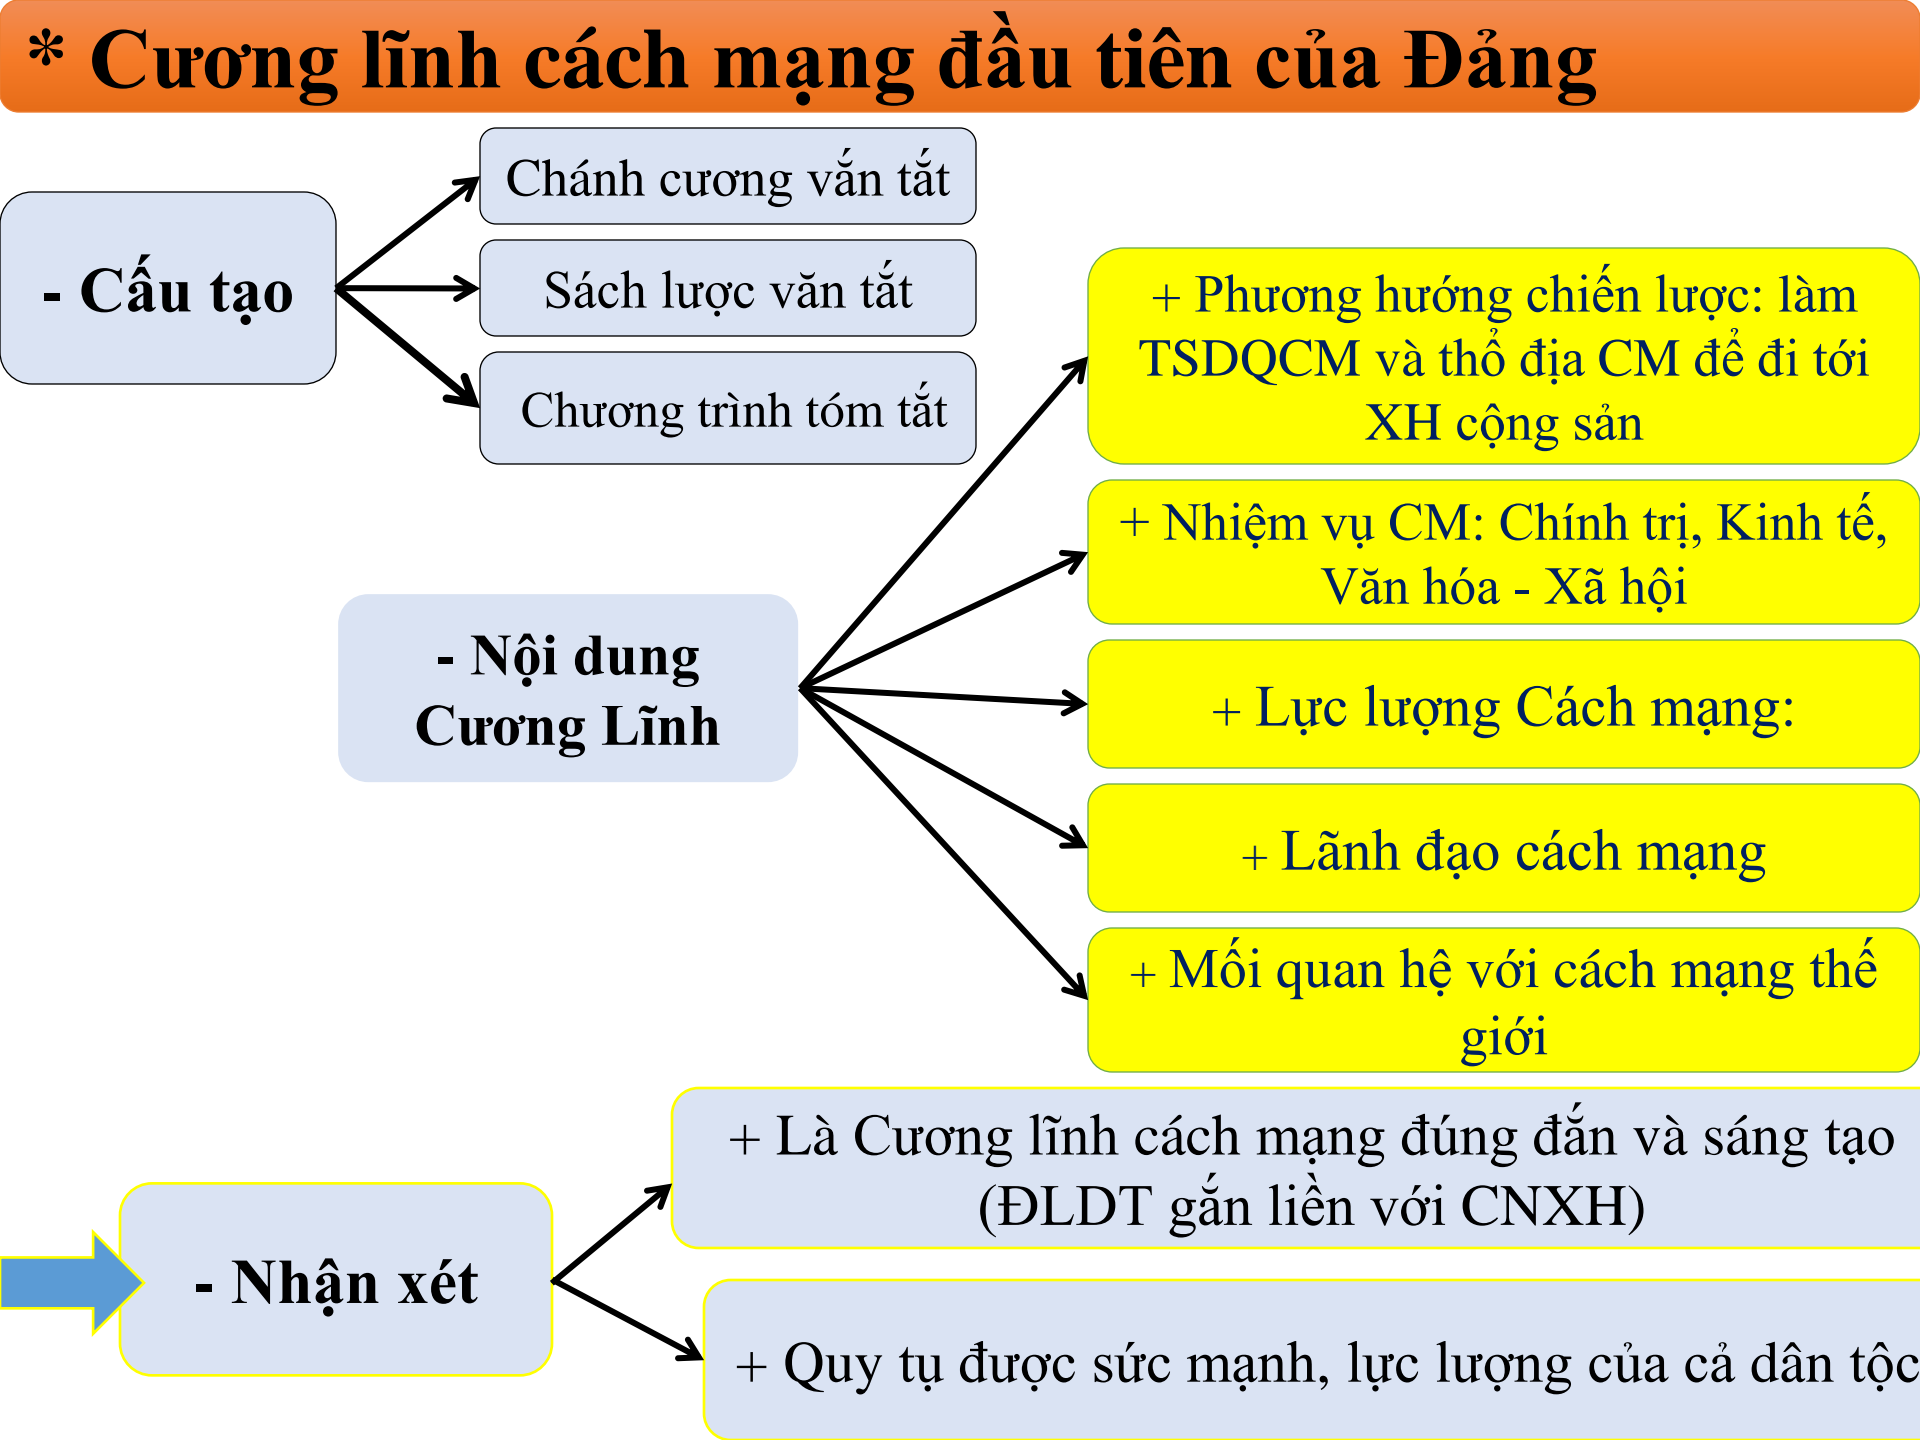 * Cương lĩnh cách mạng đầu tiên của Đảng
- Cấu tạo
Chánh cương vắn tắt
Sách lược văn tắt
Chương trình tóm tắt
- Nội dung
Cương Lĩnh
+ Phương hướng chiến lược: làm
TSDQCM và thổ địa CM để đi tới
XH cộng sản
+ Nhiệm vụ CM: Chính trị, Kinh tế,
Văn hóa - Xã hội
+ Lực lượng Cách mạng:
+ Lãnh đạo cách mạng
+ Mối quan hệ với cách mạng thế
giới
- Nhận xét
+ Là Cương lĩnh cách mạng đúng đắn và sáng tạo
(ĐLDT gắn liền với CNXH)
+ Quy tụ được sức mạnh, lực lượng của cả dân tộc